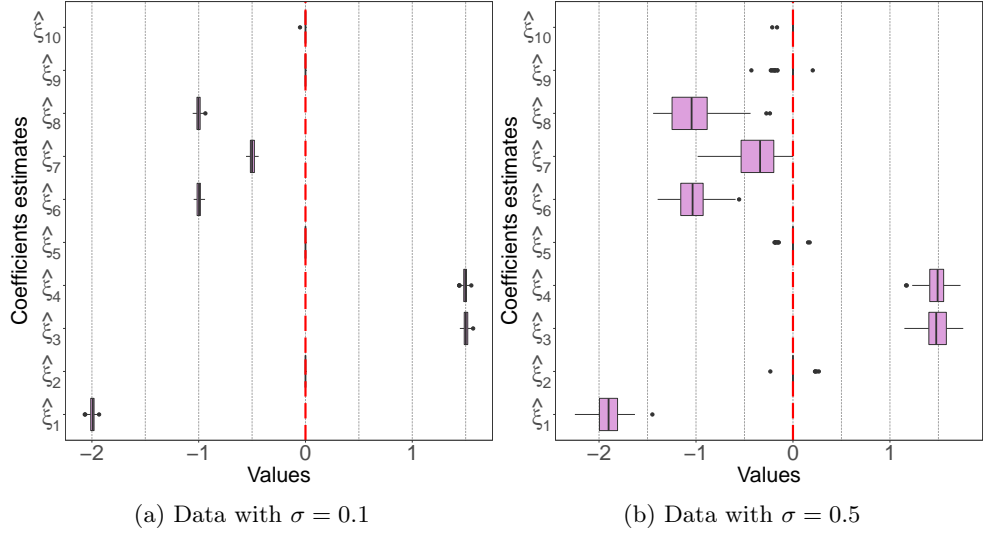 Coefficients estimates
ξ̂10
ξ̂9
ξ̂8
ξ̂7
ξ̂6
ξ̂5
ξ̂4
ξ̂3
ξ̂2
ξ̂1
−2 −1 0 1
Values
(a) Data with σ = 0.1
Coefficients estimates
ξ̂10
ξ̂9
ξ̂8
ξ̂7
ξ̂6
ξ̂5
ξ̂4
ξ̂3
ξ̂2
ξ̂1
−2 −1 0 1
Values
(b) Data with σ = 0.5